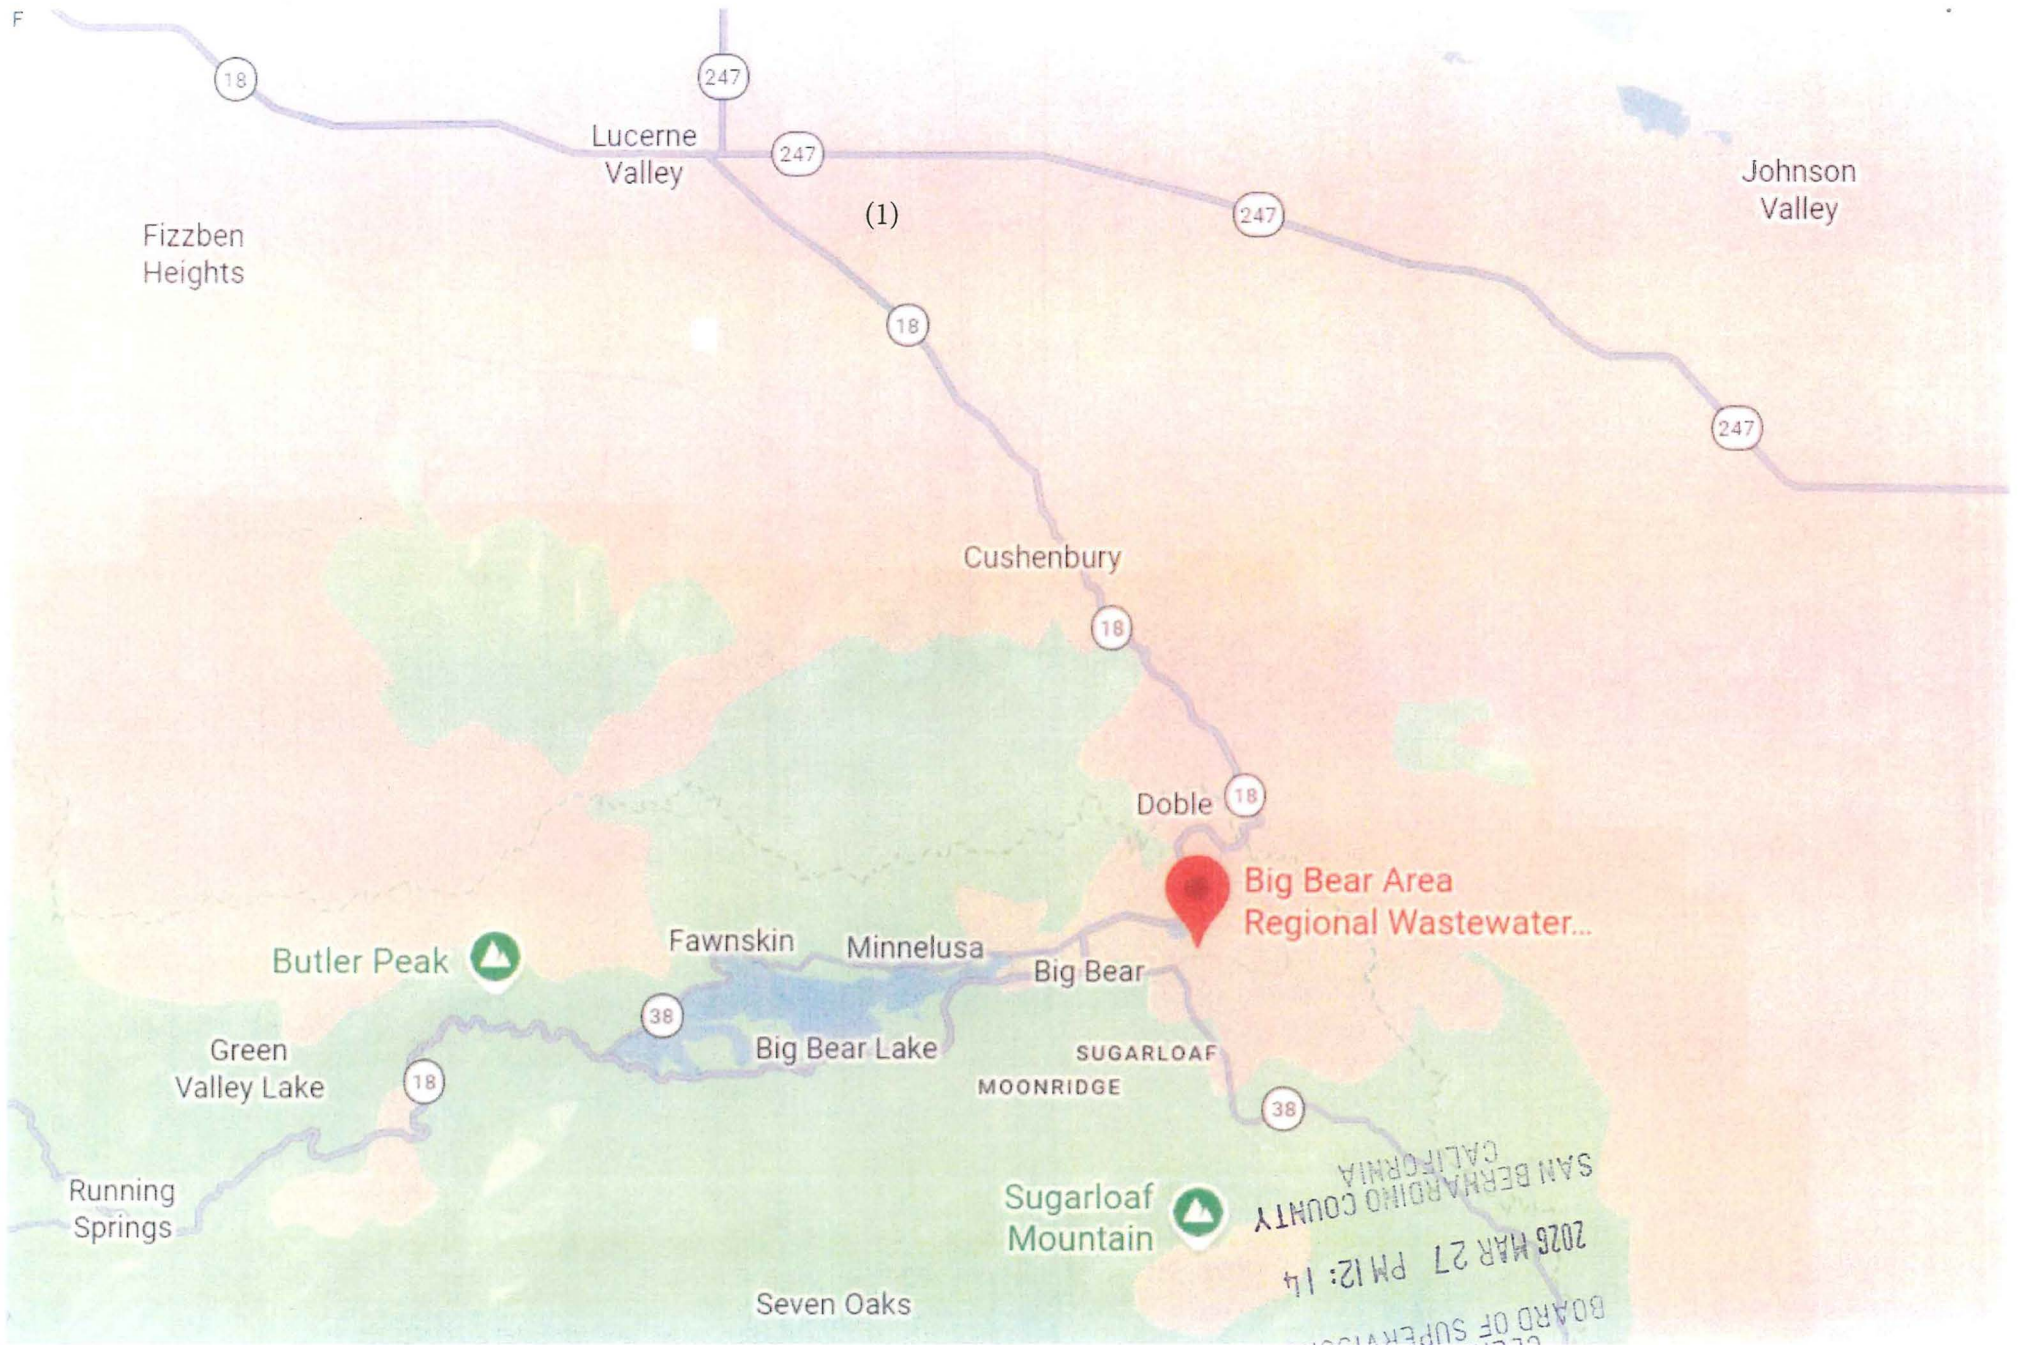 F
18
247
Lucerne
Valley
247
Johnson
Valley
(1)
247
Fizzben
Heights
18
247
Cushenbury
18
Doble
18
Big Bear Area
Regional Wastewater...
Fawnskin
Minnelusa
Butler Peak
Big Bear
38
Big Bear Lake
Green
Valley Lake
SUGARLOAF
18
MOONRIDGE
38
Running
Springs
Sugarloaf
Mountain
Seven Oaks
BOARD OF
2026 MAR 27 PM 12: 14
SAN BERNARDINO COUNTY
CALIFORNIA